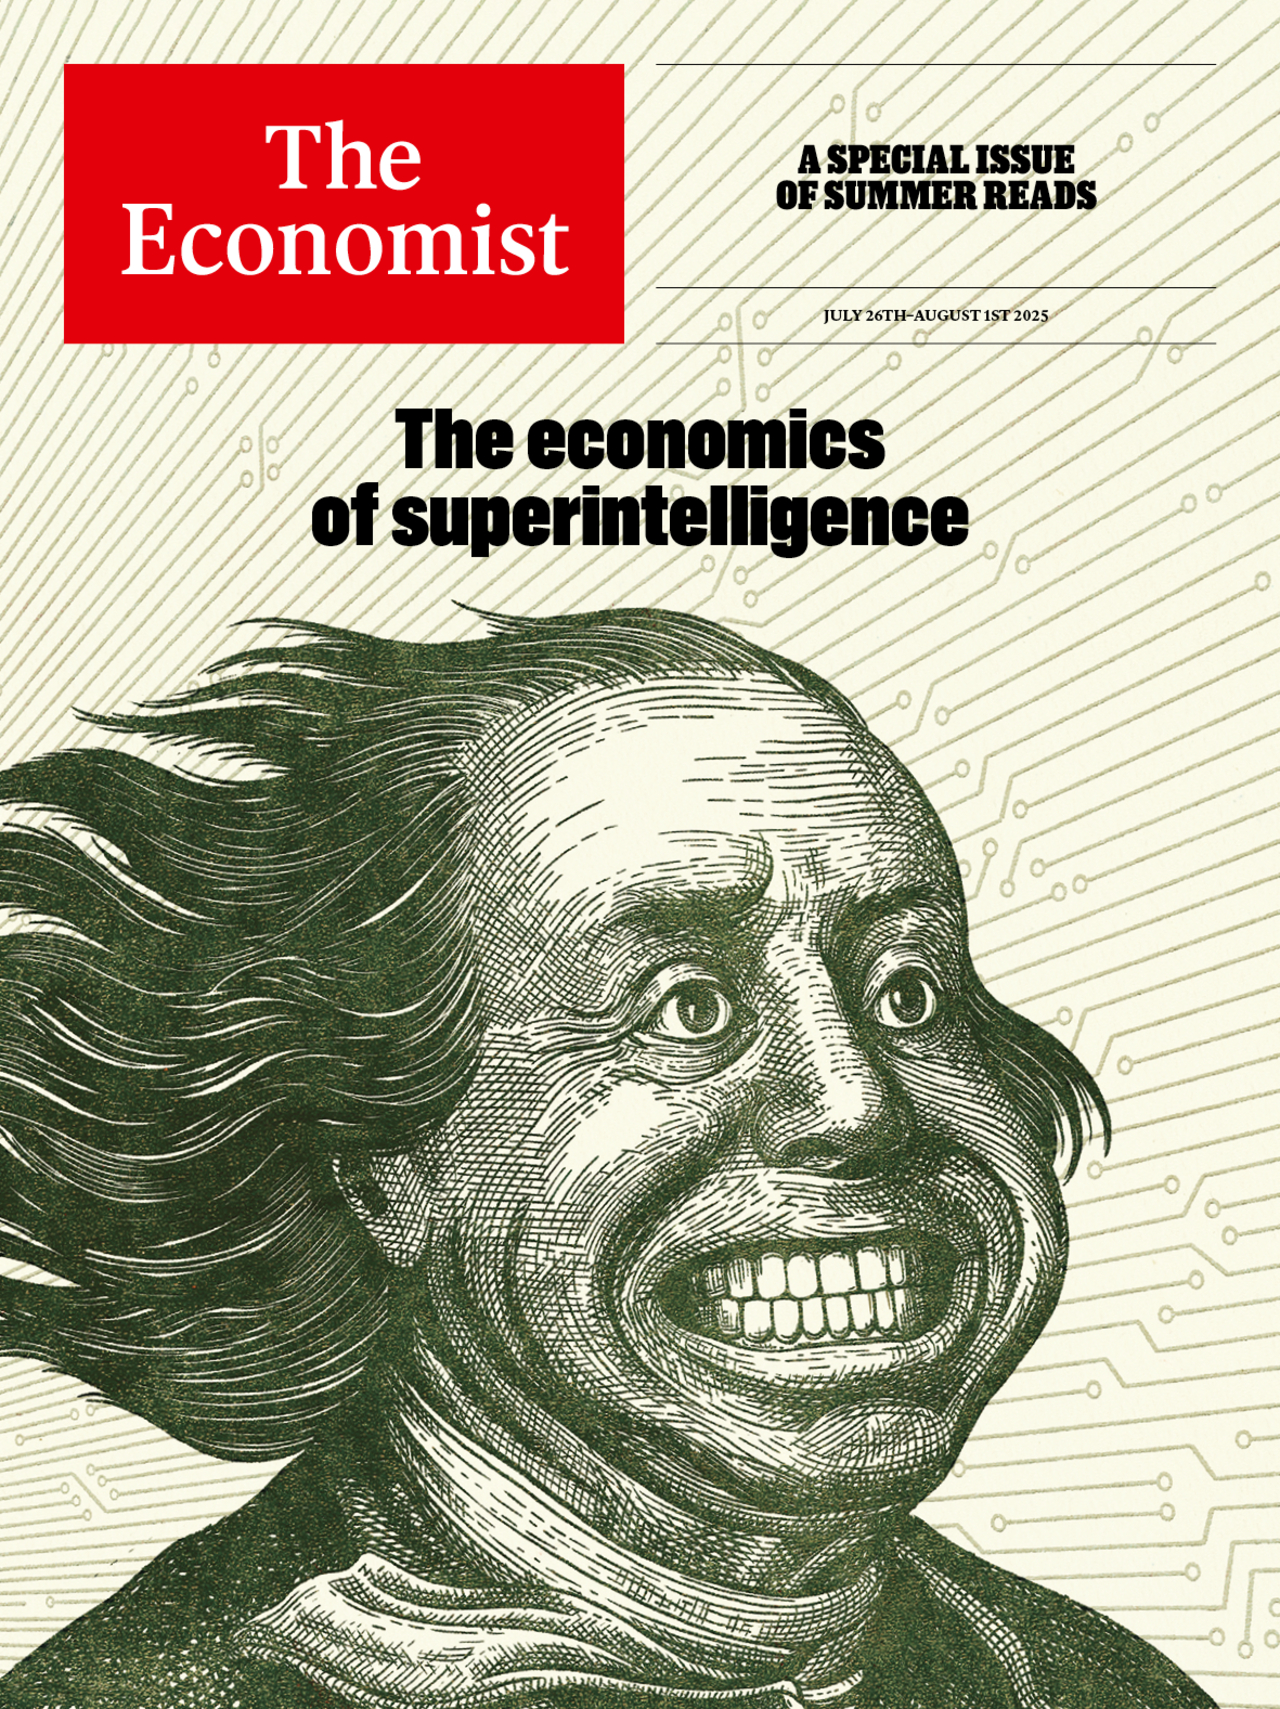 The
Economist
A SPECIAL ISSUE
OF SUMMER READS
JULY 26TH–AUGUST 1ST 2025
The economics
of superintelligence